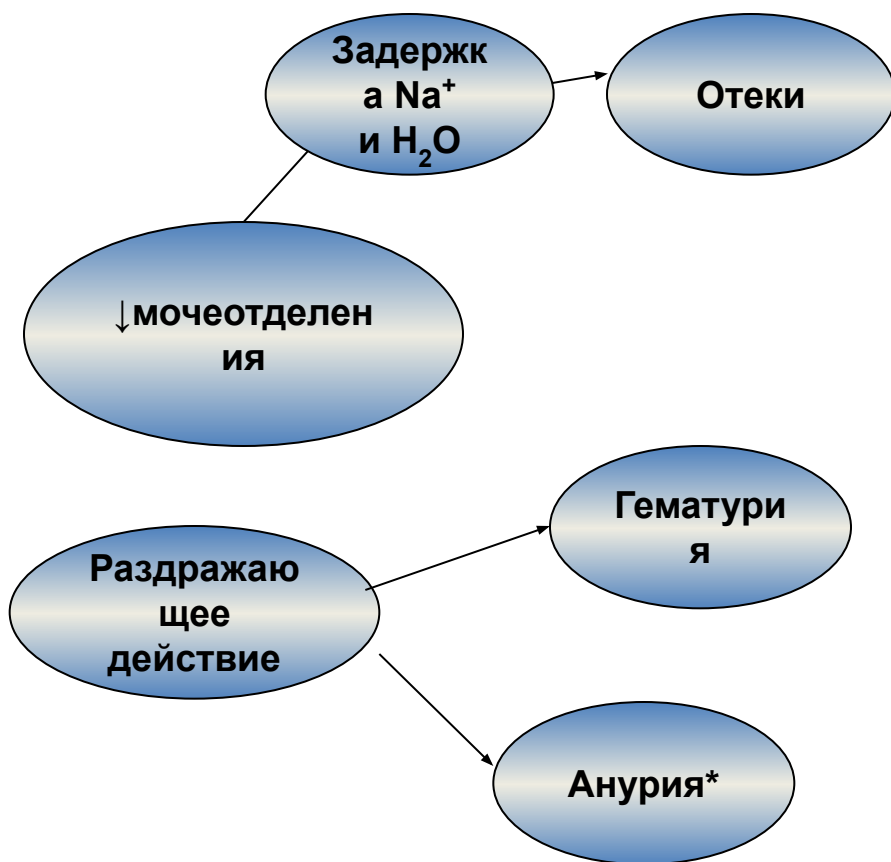 Задержк
а Na⁺
и H₂O
Отеки
↓мочеотделен
ия
Гематури
я
Раздражаю
щее
действие
Анурия*